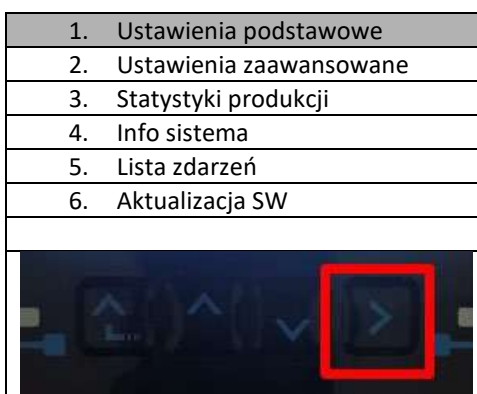 1. Ustawienia podstawowe
2. Ustawienia zaawansowane
3. Statystyki produkcji
4. Info sistema
5. Lista zdarzeń
6. Aktualizacja SW